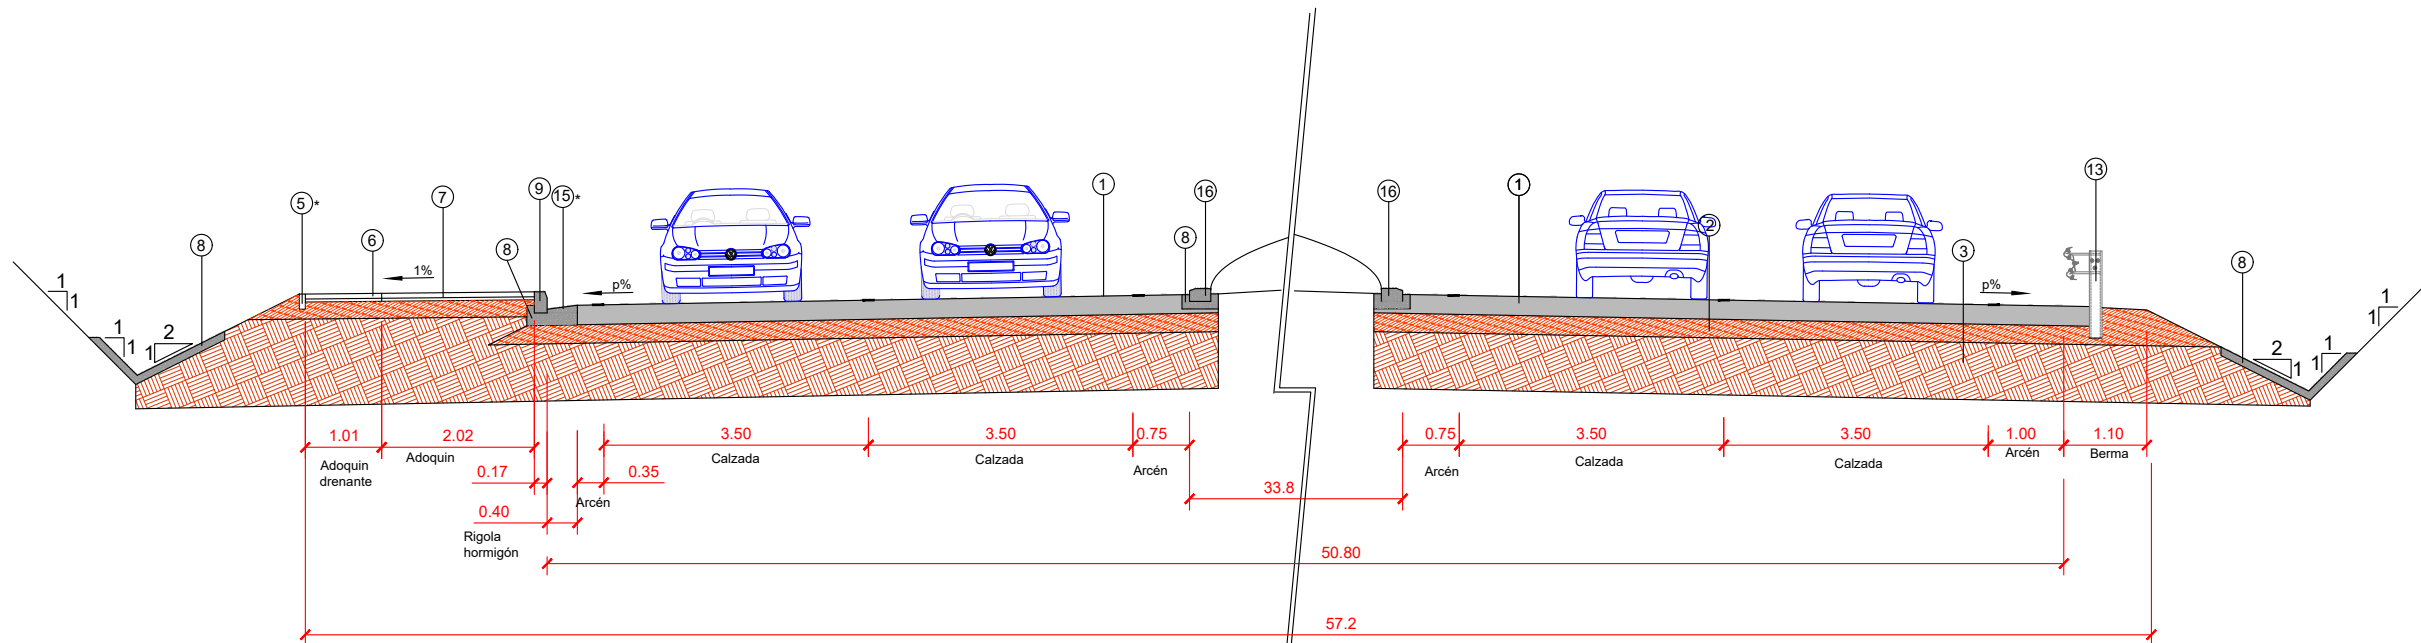 5*
6
7
9
15*
1
16
16
1
2
3
13
8
8
8
8
1%
p%
p%
1
1
1
1
2
1
2
1
1
1
1
1
1.01
2.02
3.50
3.50
0.75
0.75
3.50
3.50
1.00
1.10
Adoquin
drenante
Adoquin
Calzada
Calzada
Arcén
Arcén
Calzada
Calzada
Arcén
Berma
0.17
0.35
Arcén
33.8
0.40
Rigola
hormigón
50.80
57.2